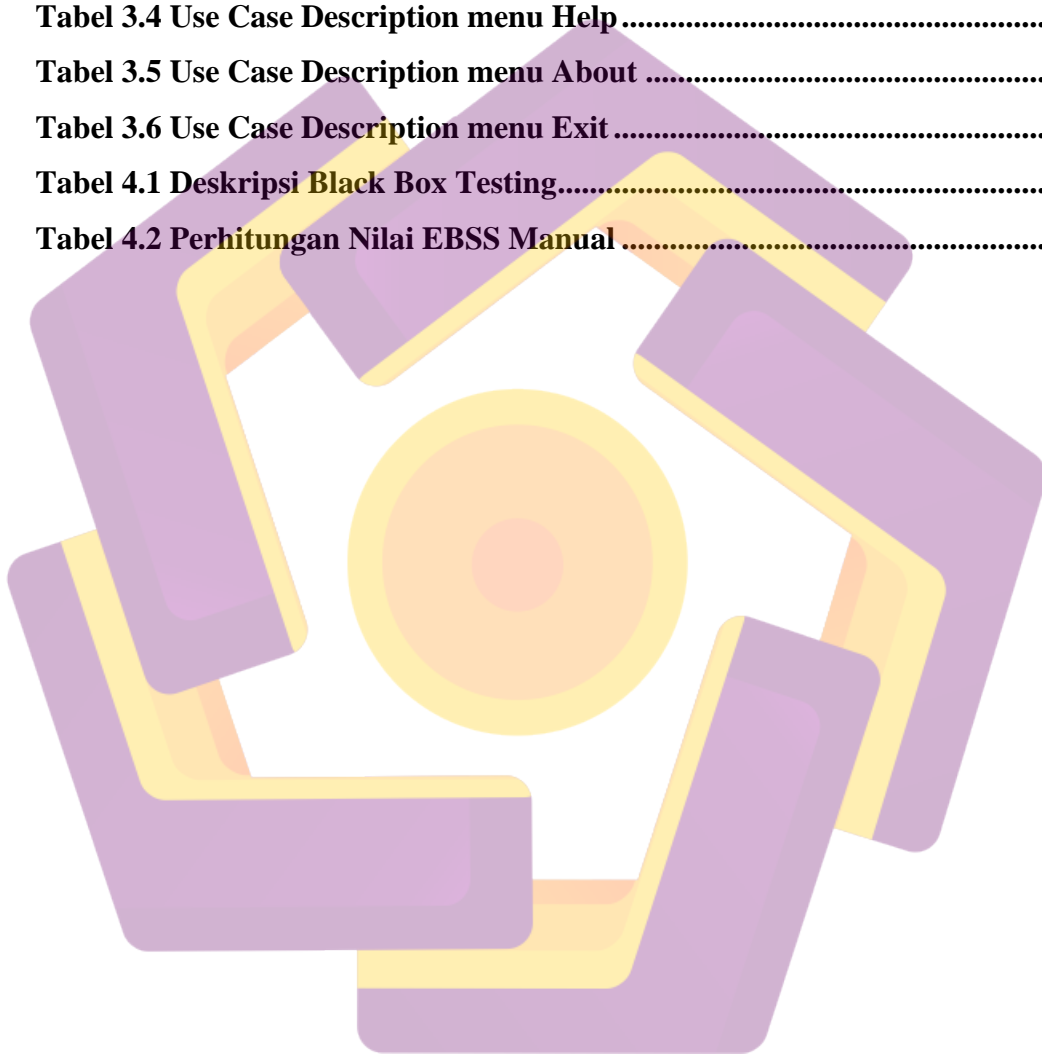 Tabel 3.4 Use Case Description menu Help ..............................................................
Tabel 3.5 Use Case Description menu About ..........................................................
Tabel 3.6 Use Case Description menu Exit ..............................................................
Tabel 4.1 Deskripsi Black Box Testing......................................................................
Tabel 4.2 Perhitungan Nilai EBSS Manual ..............................................................